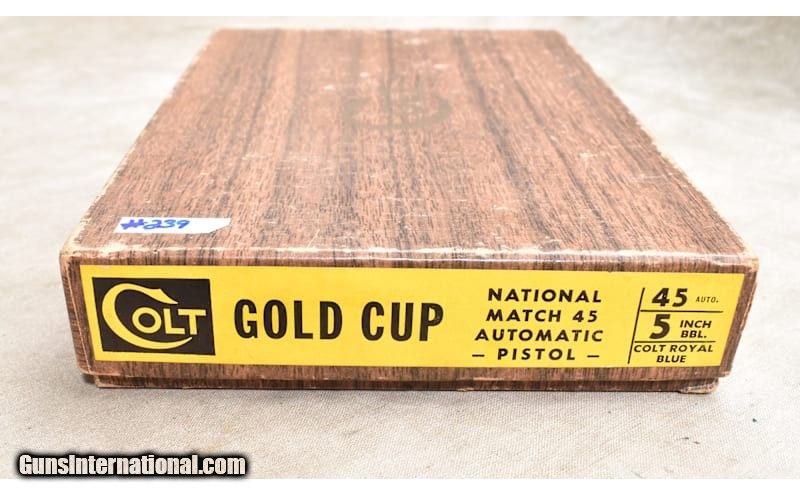 #239
COLT
GOLD CUP
NATIONAL
MATCH 45
AUTOMATIC
- PISTOL -
45 AUTO.
5 INCH
BBL.
COLT ROYAL
BLUE
GunsInternational.com